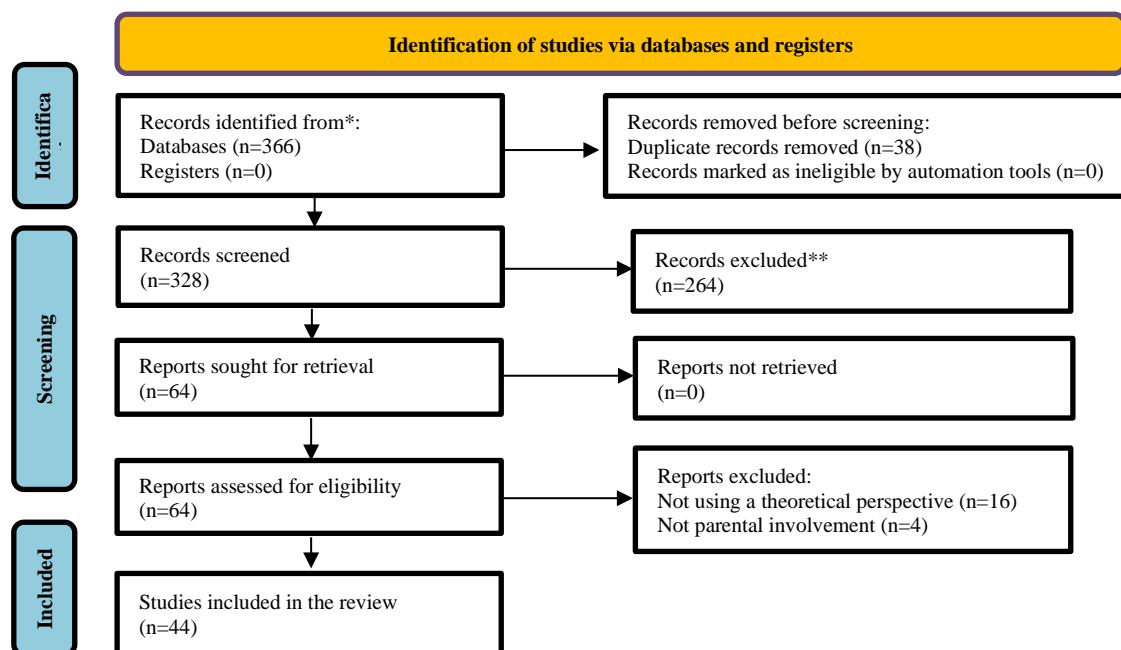 Identification of studies via databases and registers
Identifica
Records identified from*:
Databases (n=366)
Registers (n=0)
Records removed before screening:
Duplicate records removed (n=38)
Records marked as ineligible by automation tools (n=0)
Screening
Records screened
(n=328)
Records excluded**
(n=264)
Reports sought for retrieval
(n=64)
Reports not retrieved
(n=0)
Reports assessed for eligibility
(n=64)
Reports excluded:
Not using a theoretical perspective (n=16)
Not parental involvement (n=4)
Included
Studies included in the review
(n=44)